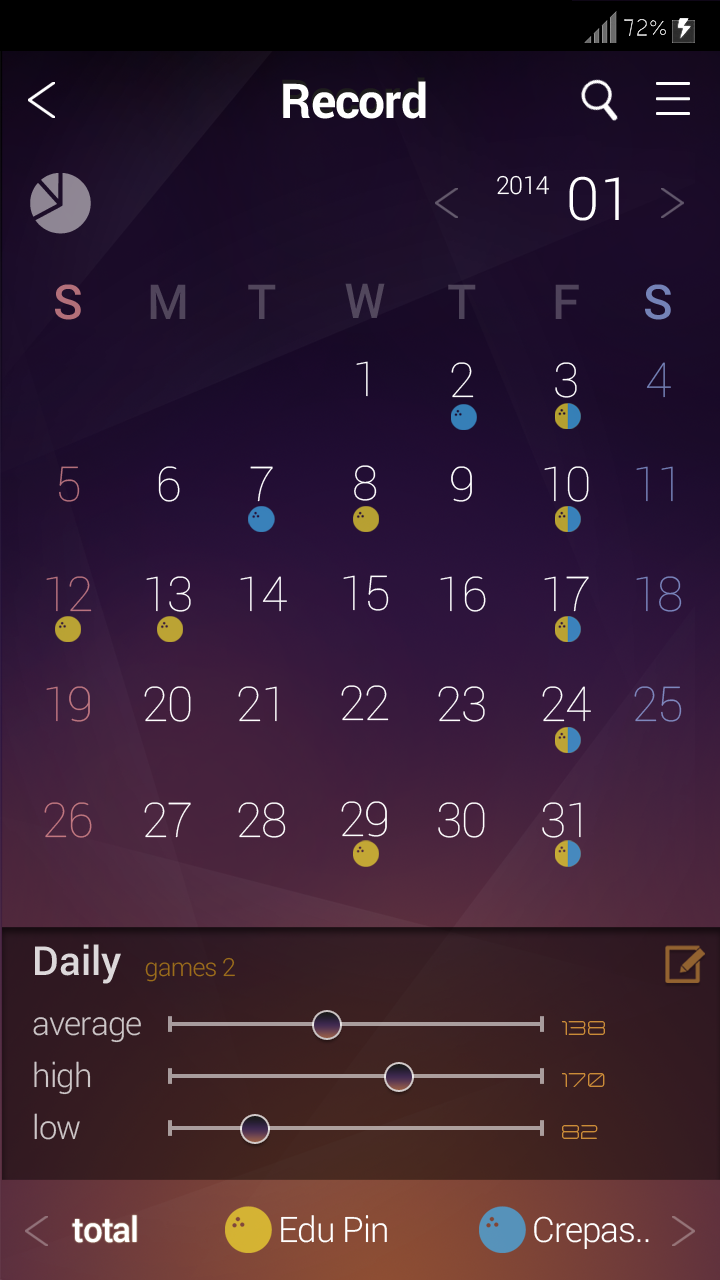 72%
Record
2014 01
S M T W T F S
1 2 3 4
5 6 7 8 9 10 11
12 13 14 15 16 17 18
19 20 21 22 23 24 25
26 27 28 29 30 31
Daily games 2
average 138
high 170
low 82
total Edu Pin Crepas..